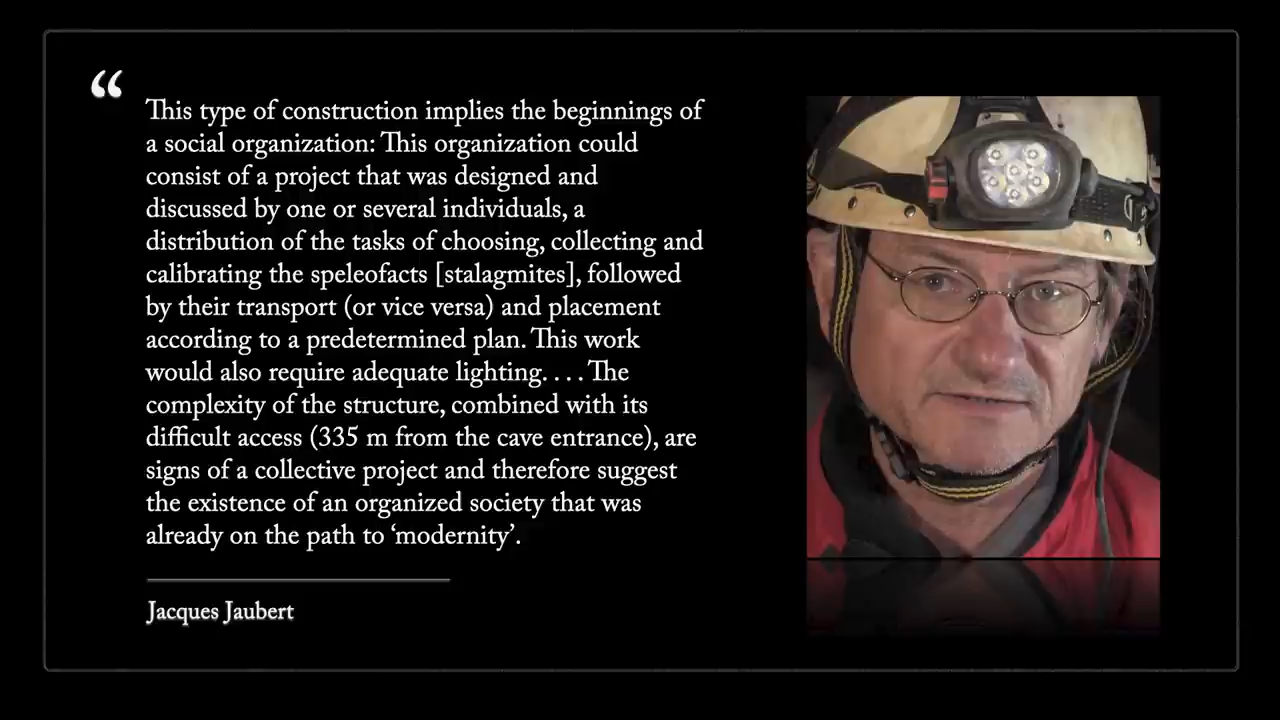 “
This type of construction implies the beginnings of
a social organization: This organization could
consist of a project that was designed and
discussed by one or several individuals, a
distribution of the tasks of choosing, collecting and
calibrating the speleofacts [stalagmites], followed
by their transport (or vice versa) and placement
according to a predetermined plan. This work
would also require adequate lighting. . . . The
complexity of the structure, combined with its
difficult access (335 m from the cave entrance), are
signs of a collective project and therefore suggest
the existence of an organized society that was
already on the path to ‘modernity’.
Jacques Jaubert